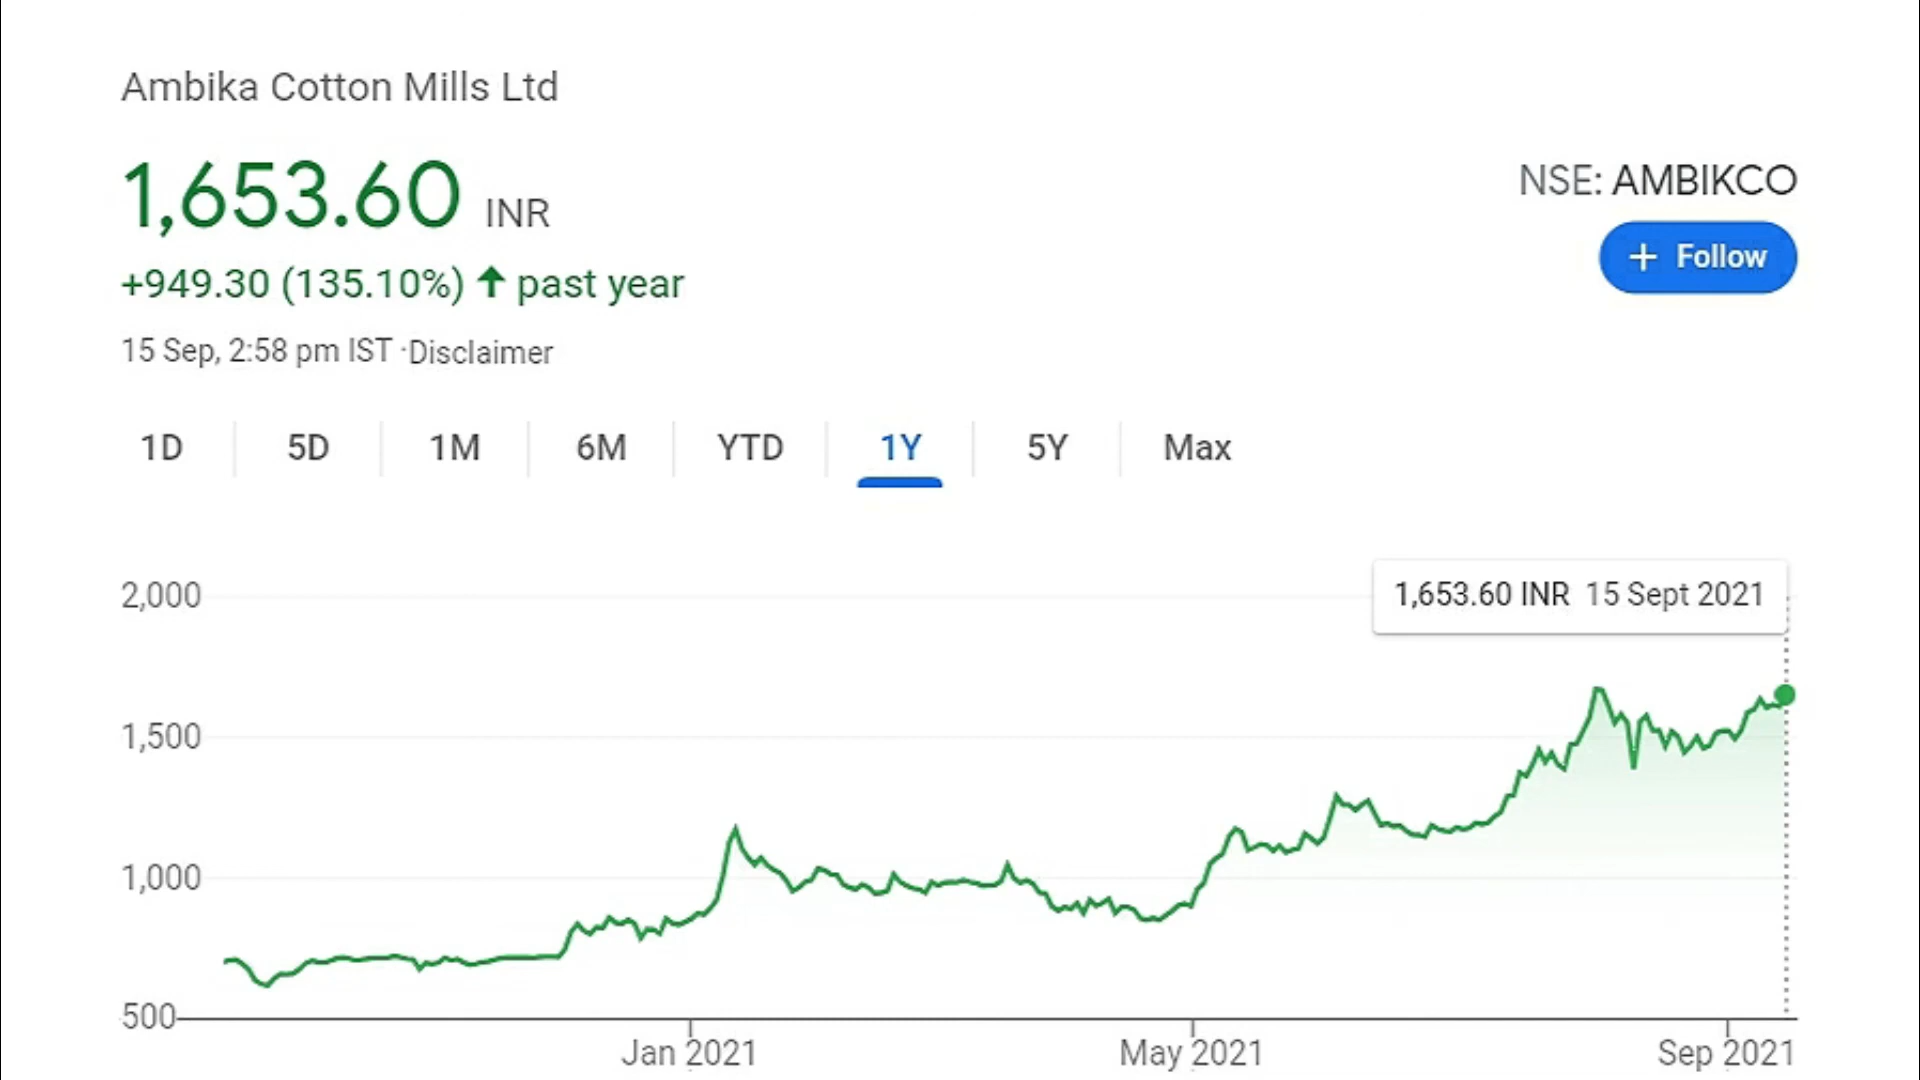 Ambika Cotton Mills Ltd
1,653.60 INR
NSE: AMBIKCO
+ Follow
+949.30 (135.10%) ↑ past year
15 Sep, 2:58 pm IST ·Disclaimer
1D 5D 1M 6M YTD 1Y 5Y Max
1,653.60 INR 15 Sept 2021
2,000
1,500
1,000
500
Jan 2021 May 2021 Sep 2021